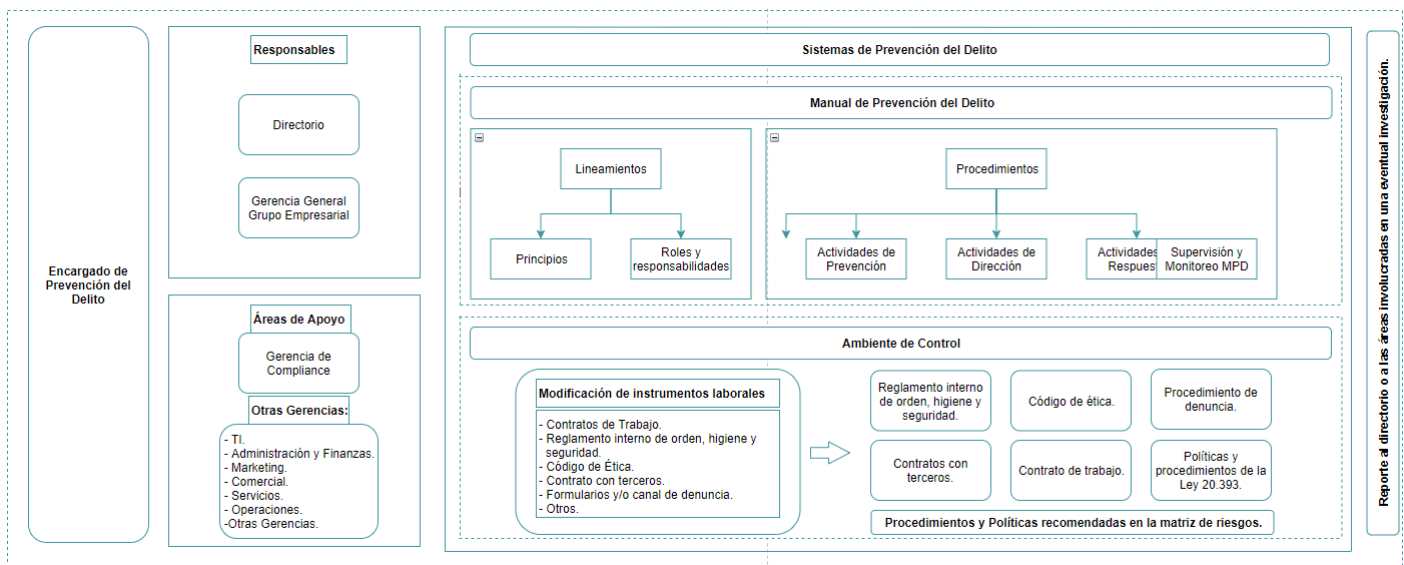 Encargado de
Prevención del
Delito
Responsables
Directorio
Gerencia General
Grupo Empresarial
Áreas de Apoyo
Gerencia de
Compliance
Otras Gerencias:
- TI.
- Administración y Finanzas.
- Marketing.
- Comercial.
- Servicios.
- Operaciones.
-Otras Gerencias.
Sistemas de Prevención del Delito
Manual de Prevención del Delito
Lineamientos
Principios
Roles y
responsabilidades
Procedimientos
Actividades de
Prevención
Actividades de
Dirección
Actividades
Respues
Supervisión y
Monitoreo MPD
Ambiente de Control
Modificación de instrumentos laborales
- Contratos de Trabajo.
- Reglamento interno de orden, higiene y
seguridad.
- Código de Ética.
- Contrato con terceros.
- Formularios y/o canal de denuncia.
- Otros.
Reglamento interno
de orden, higiene y
seguridad.
Código de ética.
Procedimiento de
denuncia.
Contratos con
terceros.
Contrato de trabajo.
Políticas y
procedimientos de la
Ley 20.393.
Procedimientos y Políticas recomendadas en la matriz de riesgos.
Reporte al directorio o a las áreas involucradas en una eventual investigación.